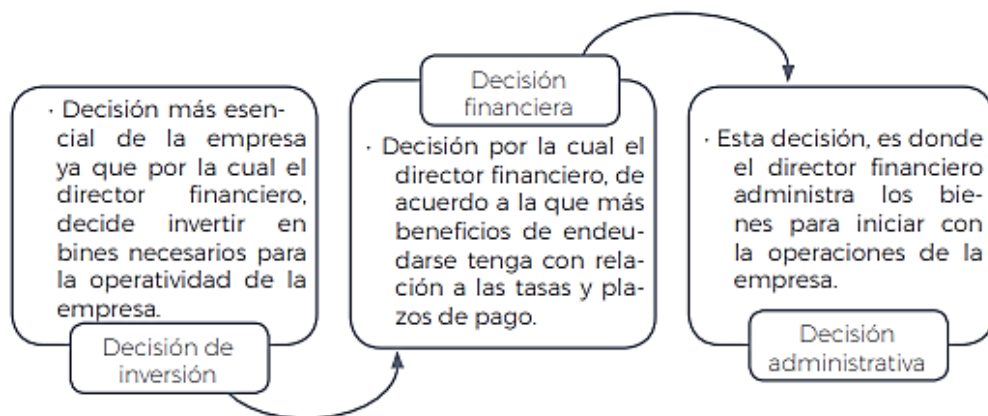 · Decisión más esen-
cial de la empresa
ya que por la cual el
director financiero,
decide invertir en
bines necesarios para
la operatividad de la
empresa.
Decisión de
inversión
Decisión
financiera
· Decisión por la cual el
director financiero, de
acuerdo a la que más
beneficios de endeu-
darse tenga con rela-
ción a las tasas y pla-
zos de pago.
· Esta decisión, es donde
el director financiero
administra los bie-
nes para iniciar con
la operaciones de la
empresa.
Decisión
administrativa